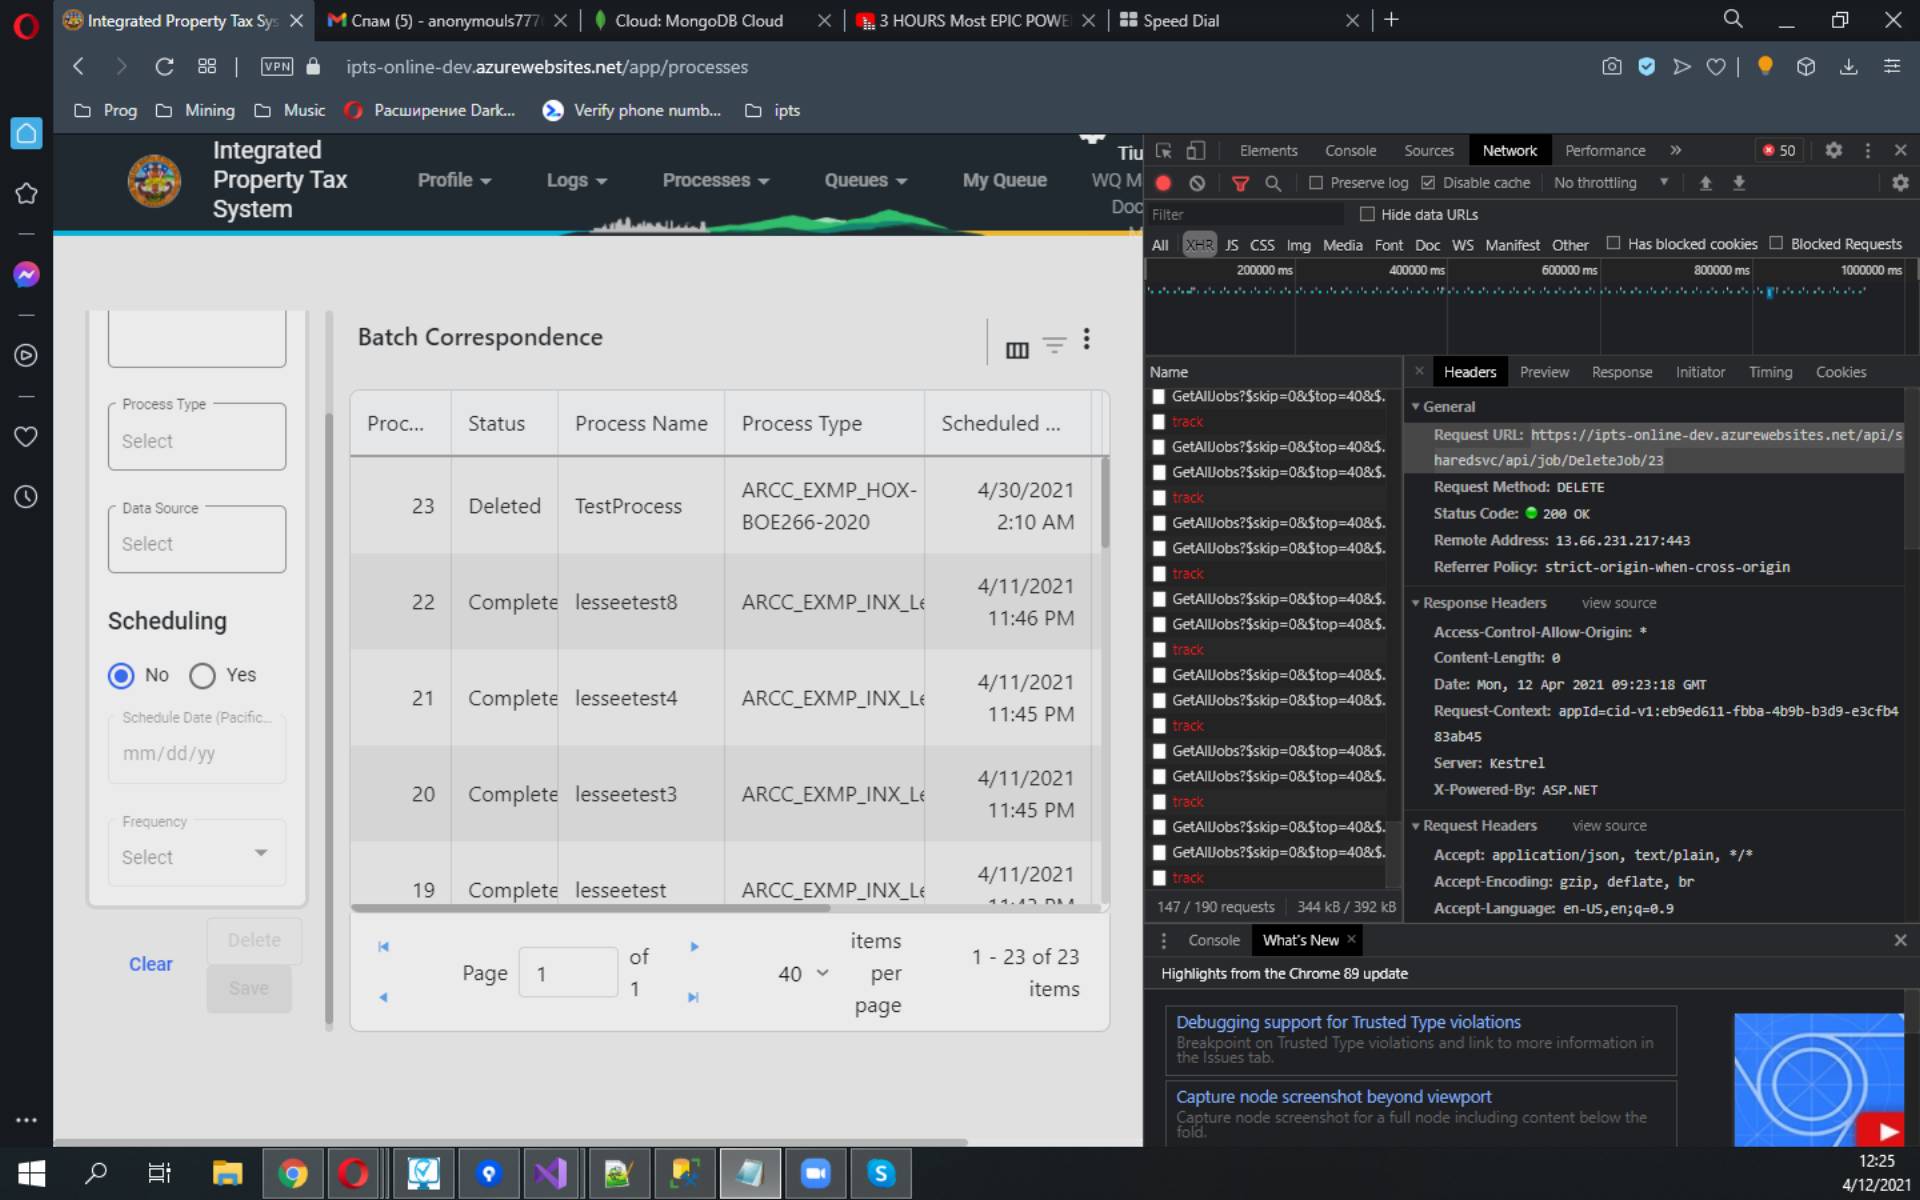 Integrated Property Tax Sys
Спам (5) - anonymouls777
Cloud: MongoDB Cloud
3 HOURS Most EPIC POWE
Speed Dial
VPN
ipts-online-dev.azurewebsites.net/app/processes
Prog
Mining
Music
Расширение Dark...
Verify phone numb...
ipts
Integrated
Property Tax
System
Profile
Logs
Processes
Queues
My Queue
Tiu
WQ M
Doc
Process Type
Select
Data Source
Select
Scheduling
No
Yes
Schedule Date (Pacific...
mm/dd/yy
Frequency
Select
Clear
Delete
Save
Batch Correspondence
Proc... Status Process Name Process Type Scheduled ...
23 Deleted TestProcess ARCC_EXMP_HOX-
BOE266-2020
4/30/2021
2:10 AM
22 Complete lesseetest8 ARCC_EXMP_INX_Le
4/11/2021
11:46 PM
21 Complete lesseetest4 ARCC_EXMP_INX_Le
4/11/2021
11:45 PM
20 Complete lesseetest3 ARCC_EXMP_INX_Le
4/11/2021
11:45 PM
19 Complete lesseetest ARCC_EXMP_INX_Le
4/11/2021
Page 1 of
1
40
items
per
page
1 - 23 of 23
items
Elements Console Sources Network Performance » 50
Preserve log Disable cache No throttling
Filter
Hide data URLs
All XHR JS CSS Img Media Font Doc WS Manifest Other Has blocked cookies Blocked Requests
200000 ms 400000 ms 600000 ms 800000 ms 1000000 ms
Name
GetAllJobs?$skip=0&$top=40&$.
track
GetAllJobs?$skip=0&$top=40&$.
GetAllJobs?$skip=0&$top=40&$.
track
GetAllJobs?$skip=0&$top=40&$.
GetAllJobs?$skip=0&$top=40&$.
track
GetAllJobs?$skip=0&$top=40&$.
GetAllJobs?$skip=0&$top=40&$.
track
GetAllJobs?$skip=0&$top=40&$.
GetAllJobs?$skip=0&$top=40&$.
track
GetAllJobs?$skip=0&$top=40&$.
GetAllJobs?$skip=0&$top=40&$.
track
GetAllJobs?$skip=0&$top=40&$.
GetAllJobs?$skip=0&$top=40&$.
track
147 / 190 requests 344 kB / 392 kB
Headers Preview Response Initiator Timing Cookies
General
Request URL: https://ipts-online-dev.azurewebsites.net/api/s
haredsvc/api/job/DeleteJob/23
Request Method: DELETE
Status Code: 200 OK
Remote Address: 13.66.231.217:443
Referrer Policy: strict-origin-when-cross-origin
Response Headers view source
Access-Control-Allow-Origin: *
Content-Length: 0
Date: Mon, 12 Apr 2021 09:23:18 GMT
Request-Context: appId=cid-v1:eb9ed611-fbba-4b9b-b3d9-e3cfb4
83ab45
Server: Kestrel
X-Powered-By: ASP.NET
Request Headers view source
Accept: application/json, text/plain, */*
Accept-Encoding: gzip, deflate, br
Accept-Language: en-US,en;q=0.9
Console What's New
Highlights from the Chrome 89 update
Debugging support for Trusted Type violations
Breakpoint on Trusted Type violations and link to more information in
the Issues tab.
Capture node screenshot beyond viewport
Capture node screenshot for a full node including content below the
fold.
12:25
4/12/2021